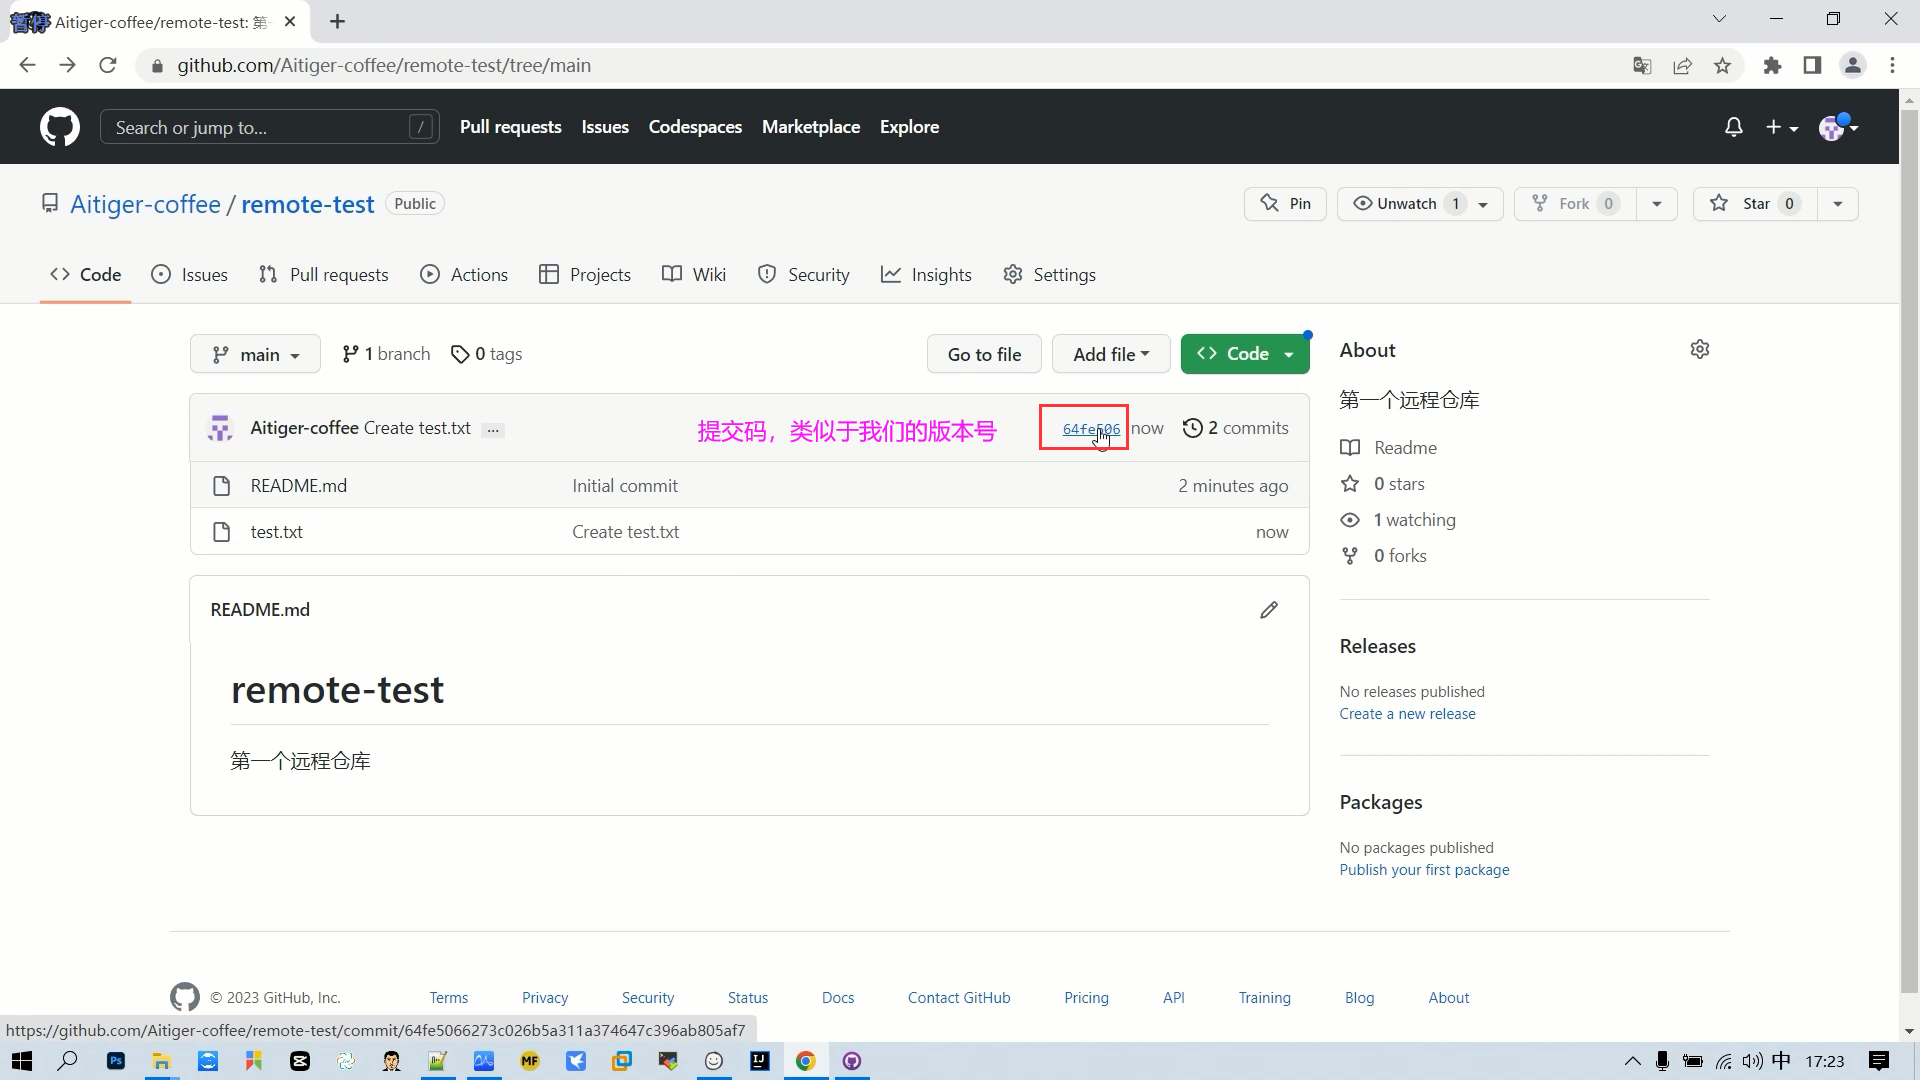 暂停
Aitiger-coffee/remote-test: 第
github.com/Aitiger-coffee/remote-test/tree/main
Search or jump to... /
Pull requests Issues Codespaces Marketplace Explore
Aitiger-coffee / remote-test Public
Pin Unwatch 1 Fork 0 Star 0
Code Issues Pull requests Actions Projects Wiki Security Insights Settings
main 1 branch 0 tags Go to file Add file Code
Aitiger-coffee Create test.txt ... 提交码，类似于我们的版本号 64fe506 now 2 commits
README.md Initial commit 2 minutes ago
test.txt Create test.txt now
README.md
remote-test
第一个远程仓库
About
第一个远程仓库
Readme
0 stars
1 watching
0 forks
Releases
No releases published
Create a new release
Packages
No packages published
Publish your first package
© 2023 GitHub, Inc. Terms Privacy Security Status Docs Contact GitHub Pricing API Training Blog About
https://github.com/Aitiger-coffee/remote-test/commit/64fe5066273c026b5a311a374647c396ab805af7
Ps MF IJ 中 17:23